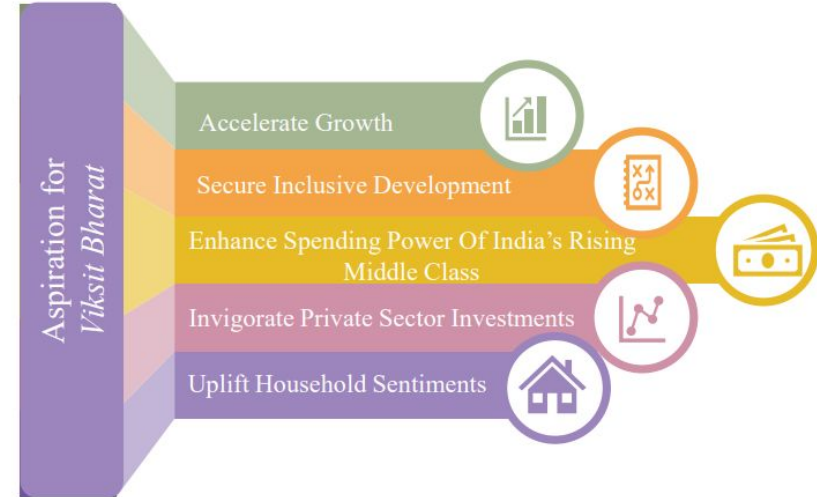 Aspiration for
Viksit Bharat
Accelerate Growth
Secure Inclusive Development
Enhance Spending Power Of India's Rising
Middle Class
Invigorate Private Sector Investments
Uplift Household Sentiments